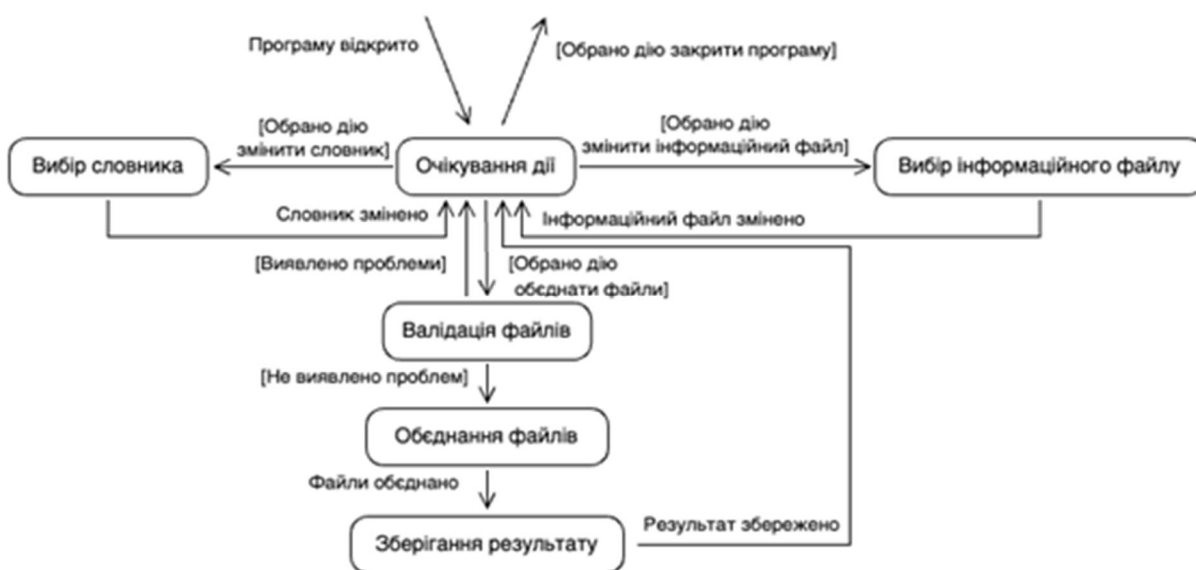 Програму відкрито
[Обрано дію закрити програму]
[Обрано дію
змінити словник]
[Обрано дію
змінити інформаційний файл]
Вибір словника
Очікування дії
Вибір інформаційного файлу
Словник змінено
Інформаційний файл змінено
[Виявлено проблеми]
[Обрано дію
обєднати файли]
Валідація файлів
[Не виявлено проблем]
Обєднання файлів
Файли обєднано
Зберігання результату
Результат збережено